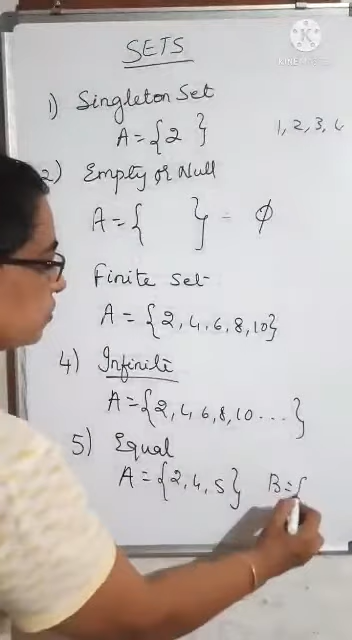 KINEMASTER
SETS
1) Singleton Set
A = {2 }
1, 2, 3, 4
2) Empty or Null
A = { } = ϕ
Finite Set
A = {2, 4, 6, 8, 10}
4) Infinite
A = {2, 4, 6, 8, 10 ... }
5) Equal
A = {2, 4, 5} B = {